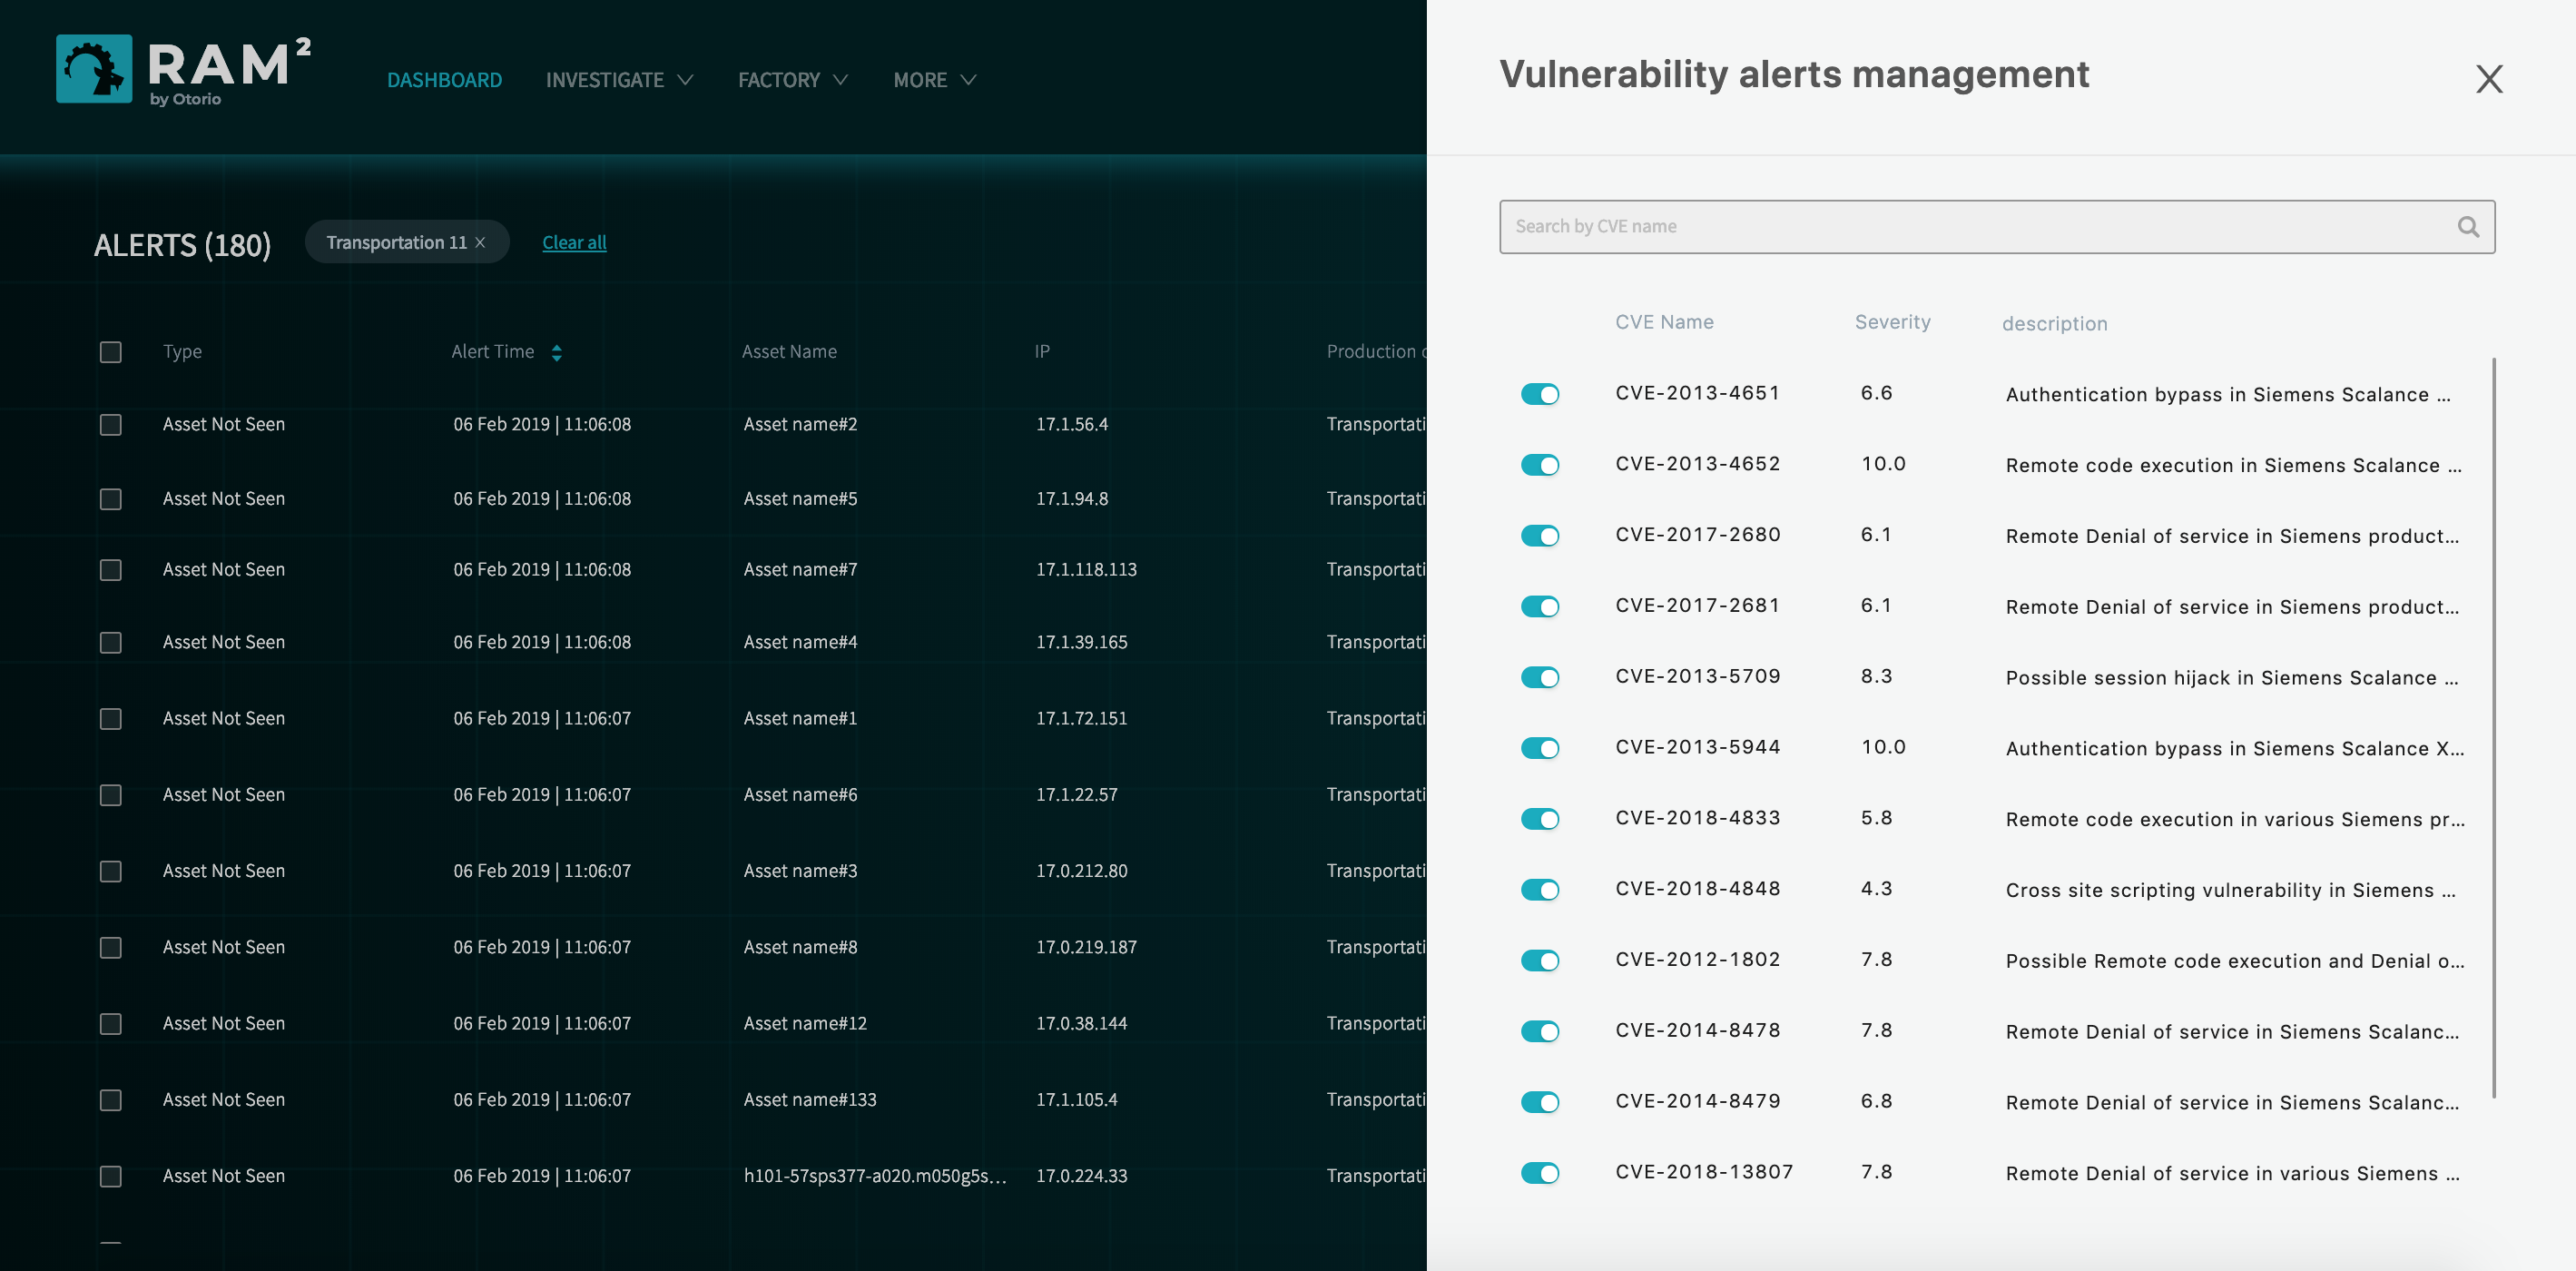 RAM²
by Otorio
DASHBOARD INVESTIGATE FACTORY MORE
ALERTS (180) Transportation 11 × Clear all
Type Alert Time Asset Name IP Production
Asset Not Seen 06 Feb 2019 | 11:06:08 Asset name#2 17.1.56.4 Transportati
Asset Not Seen 06 Feb 2019 | 11:06:08 Asset name#5 17.1.94.8 Transportati
Asset Not Seen 06 Feb 2019 | 11:06:08 Asset name#7 17.1.118.113 Transportati
Asset Not Seen 06 Feb 2019 | 11:06:08 Asset name#4 17.1.39.165 Transportati
Asset Not Seen 06 Feb 2019 | 11:06:07 Asset name#1 17.1.72.151 Transportati
Asset Not Seen 06 Feb 2019 | 11:06:07 Asset name#6 17.1.22.57 Transportati
Asset Not Seen 06 Feb 2019 | 11:06:07 Asset name#3 17.0.212.80 Transportati
Asset Not Seen 06 Feb 2019 | 11:06:07 Asset name#8 17.0.219.187 Transportati
Asset Not Seen 06 Feb 2019 | 11:06:07 Asset name#12 17.0.38.144 Transportati
Asset Not Seen 06 Feb 2019 | 11:06:07 Asset name#133 17.1.105.4 Transportati
Asset Not Seen 06 Feb 2019 | 11:06:07 h101-57sps377-a020.m050g5s... 17.0.224.33 Transportati
Vulnerability alerts management
Search by CVE name
CVE Name Severity description
CVE-2013-4651 6.6 Authentication bypass in Siemens Scalance ...
CVE-2013-4652 10.0 Remote code execution in Siemens Scalance ...
CVE-2017-2680 6.1 Remote Denial of service in Siemens product...
CVE-2017-2681 6.1 Remote Denial of service in Siemens product...
CVE-2013-5709 8.3 Possible session hijack in Siemens Scalance ...
CVE-2013-5944 10.0 Authentication bypass in Siemens Scalance X...
CVE-2018-4833 5.8 Remote code execution in various Siemens pr...
CVE-2018-4848 4.3 Cross site scripting vulnerability in Siemens ...
CVE-2012-1802 7.8 Possible Remote code execution and Denial o...
CVE-2014-8478 7.8 Remote Denial of service in Siemens Scalanc...
CVE-2014-8479 6.8 Remote Denial of service in Siemens Scalanc...
CVE-2018-13807 7.8 Remote Denial of service in various Siemens ...